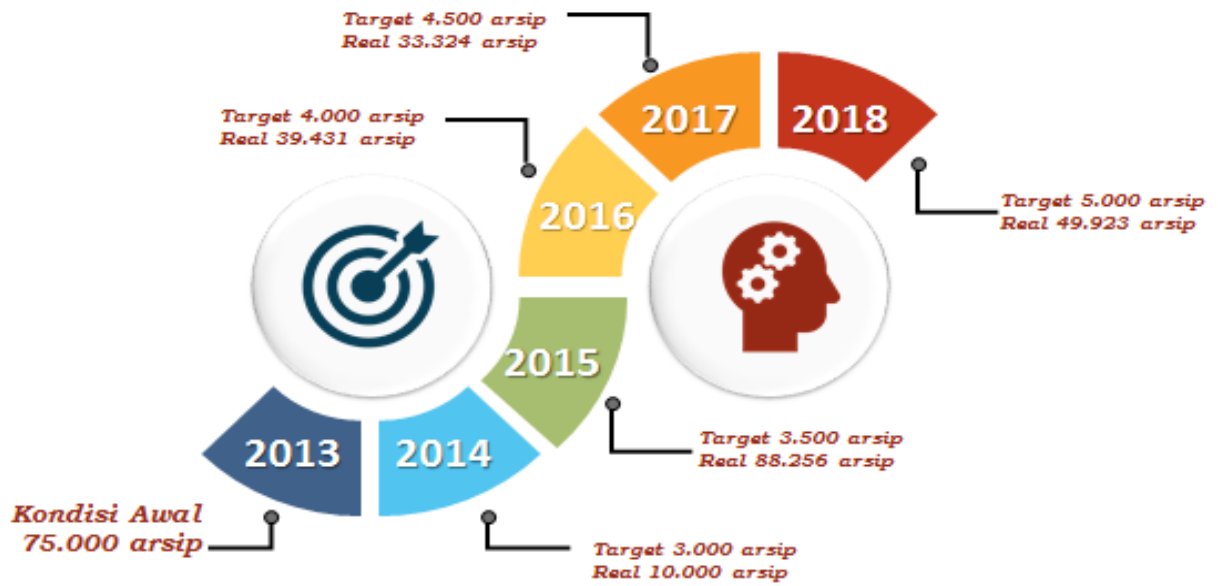 Target 4.500 arsip
Real 33.324 arsip
2017
2018
Target 4.000 arsip
Real 39.431 arsip
2016
Target 5.000 arsip
Real 49.923 arsip
2015
Target 3.500 arsip
Real 88.256 arsip
2013
2014
Kondisi Awal
75.000 arsip
Target 3.000 arsip
Real 10.000 arsip